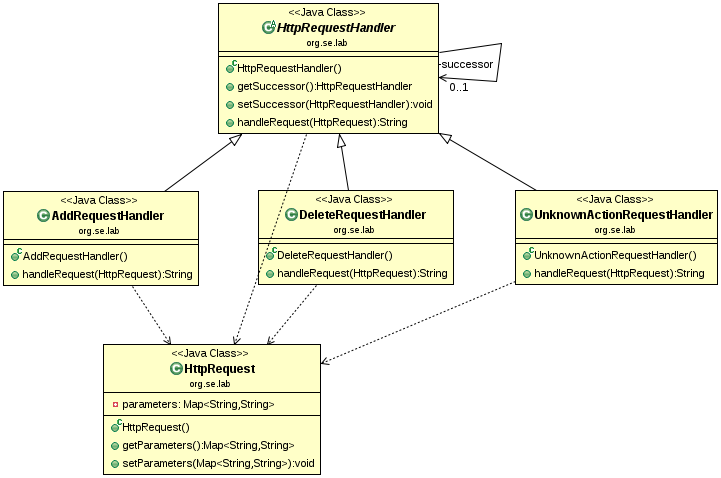 <<Java Class>>
HttpRequestHandler
org.se.lab
HttpRequestHandler()
getSuccessor():HttpRequestHandler
setSuccessor(HttpRequestHandler):void
handleRequest(HttpRequest):String
-successor
0..1
<<Java Class>>
AddRequestHandler
org.se.lab
AddRequestHandler()
handleRequest(HttpRequest):String
<<Java Class>>
DeleteRequestHandler
org.se.lab
DeleteRequestHandler()
handleRequest(HttpRequest):String
<<Java Class>>
UnknownActionRequestHandler
org.se.lab
UnknownActionRequestHandler()
handleRequest(HttpRequest):String
<<Java Class>>
HttpRequest
org.se.lab
parameters: Map<String,String>
HttpRequest()
getParameters():Map<String,String>
setParameters(Map<String,String>):void